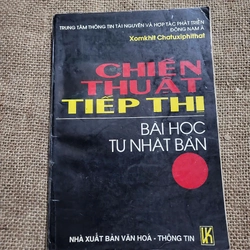 TRUNG TÂM THÔNG TIN TÀI NGUYÊN VÀ HỢP TÁC PHÁT TRIỂN
ĐÔNG NAM Á
Xomkhit Chatuxiphithat
CHIẾN
THUẬT
TIẾP THỊ
BÀI HỌC
TỪ NHẬT BẢN
NHÀ XUẤT BẢN VĂN HOÁ - THÔNG TIN